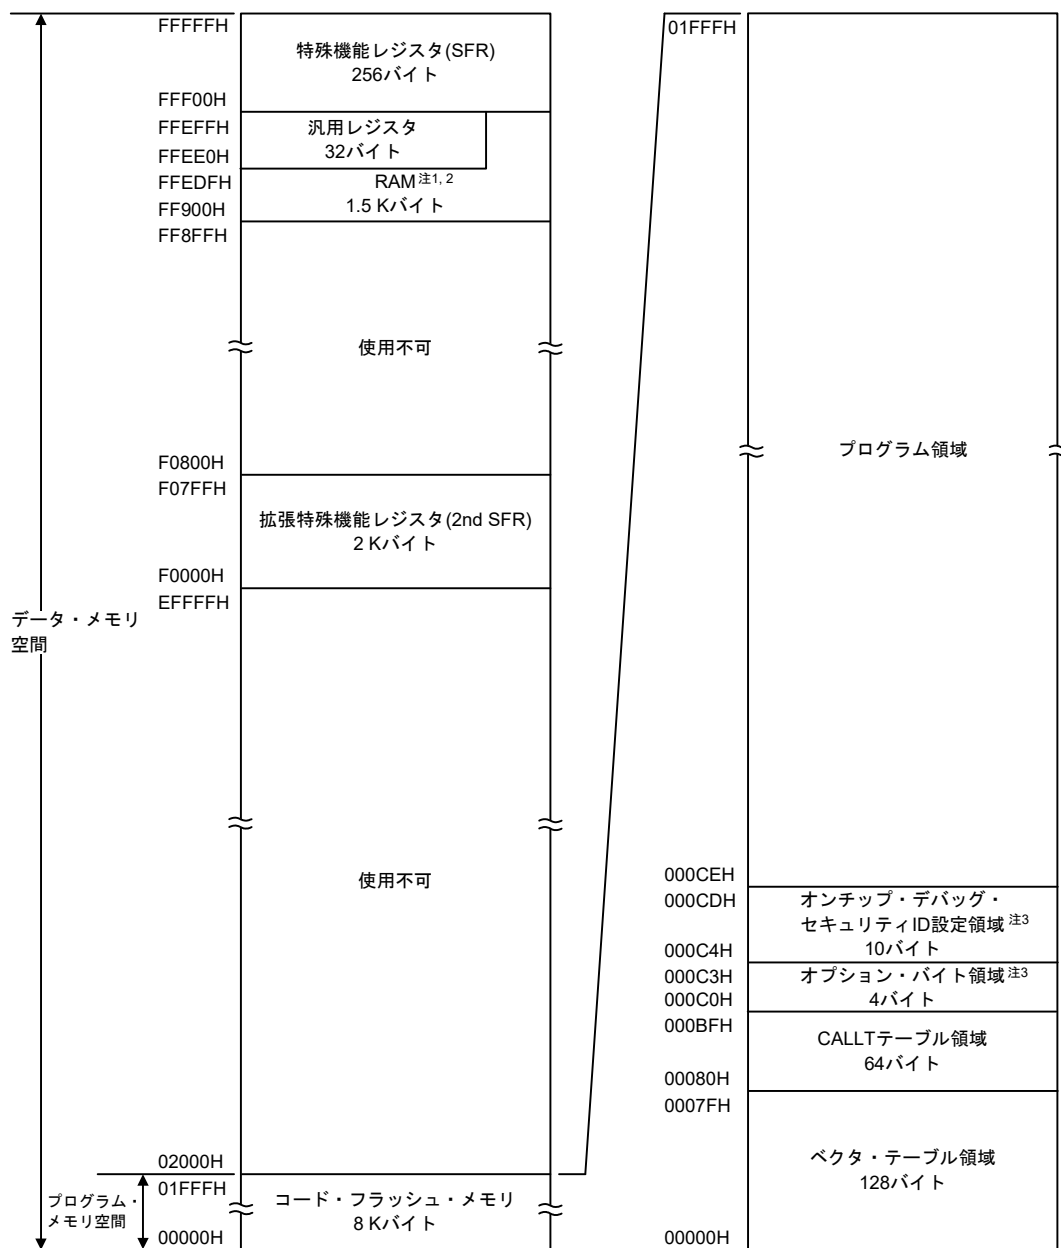 FFFFFH
特殊機能レジスタ(SFR)
256バイト
FFF00H
FFEFFH
汎用レジスタ
32バイト
FFEE0H
FFEDFH
RAM 注1, 2
1.5 Kバイト
FF900H
FF8FFH
使用不可
F0800H
F07FFH
拡張特殊機能レジスタ(2nd SFR)
2 Kバイト
F0000H
EFFFFH
データ・メモリ
空間
使用不可
02000H
01FFFH
プログラム・
メモリ空間
コード・フラッシュ・メモリ
8 Kバイト
00000H
01FFFH
プログラム領域
000CEH
000CDH
オンチップ・デバッグ・
セキュリティID設定領域 注3
10バイト
000C4H
000C3H
オプション・バイト領域 注3
4バイト
000C0H
000BFH
CALLTテーブル領域
64バイト
00080H
0007FH
ベクタ・テーブル領域
128バイト
00000H